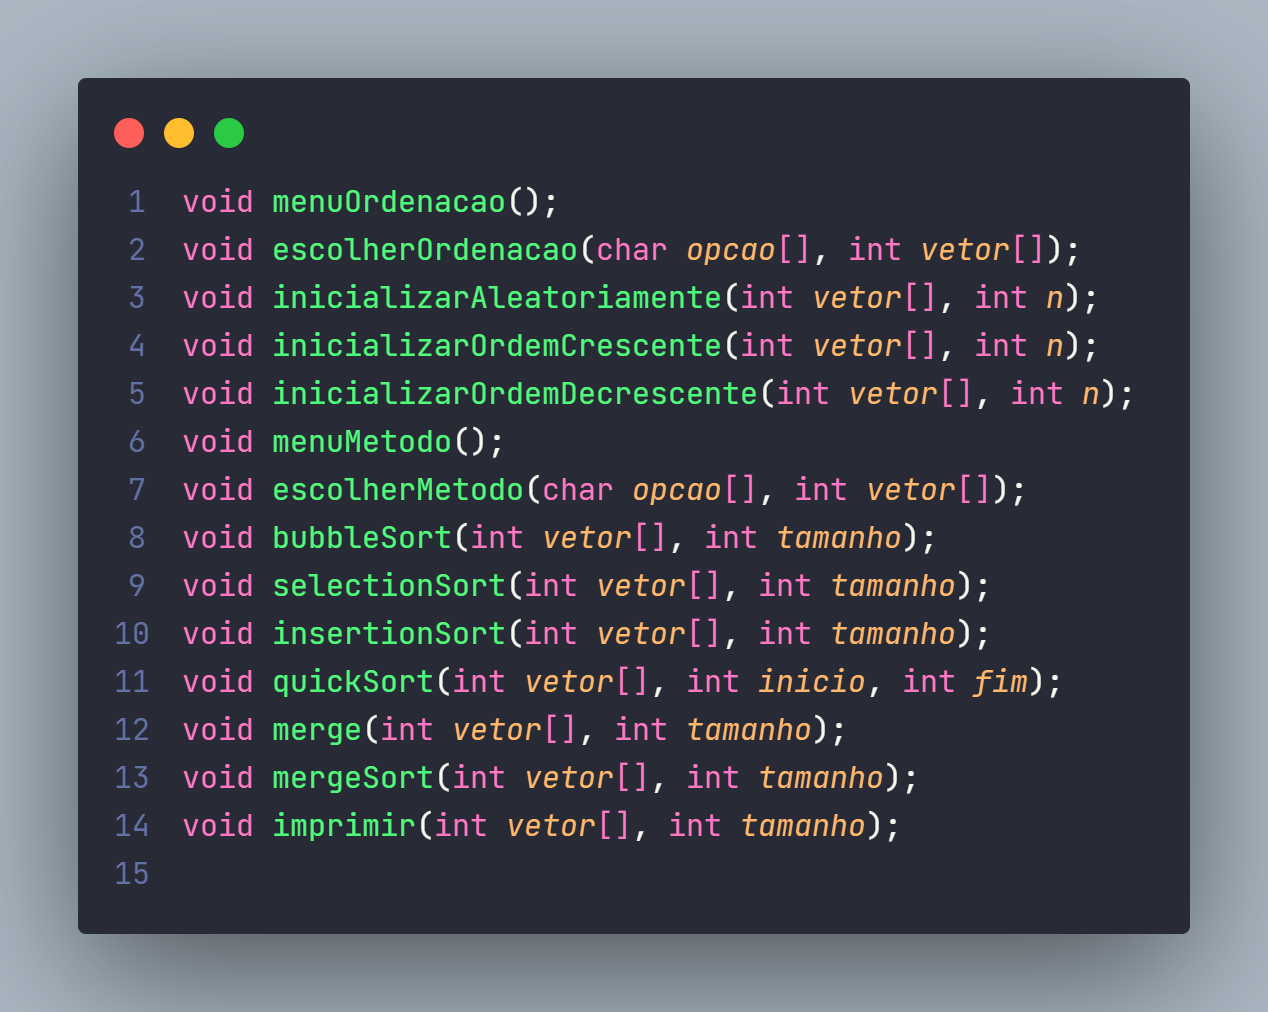 1 void menuOrdenacao();
2 void escolherOrdenacao(char opcao[], int vetor[]);
3 void inicializarAleatoriamente(int vetor[], int n);
4 void inicializarOrdemCrescente(int vetor[], int n);
5 void inicializarOrdemDecrescente(int vetor[], int n);
6 void menuMetodo();
7 void escolherMetodo(char opcao[], int vetor[]);
8 void bubbleSort(int vetor[], int tamanho);
9 void selectionSort(int vetor[], int tamanho);
10 void insertionSort(int vetor[], int tamanho);
11 void quickSort(int vetor[], int inicio, int fim);
12 void merge(int vetor[], int tamanho);
13 void mergeSort(int vetor[], int tamanho);
14 void imprimir(int vetor[], int tamanho);
15